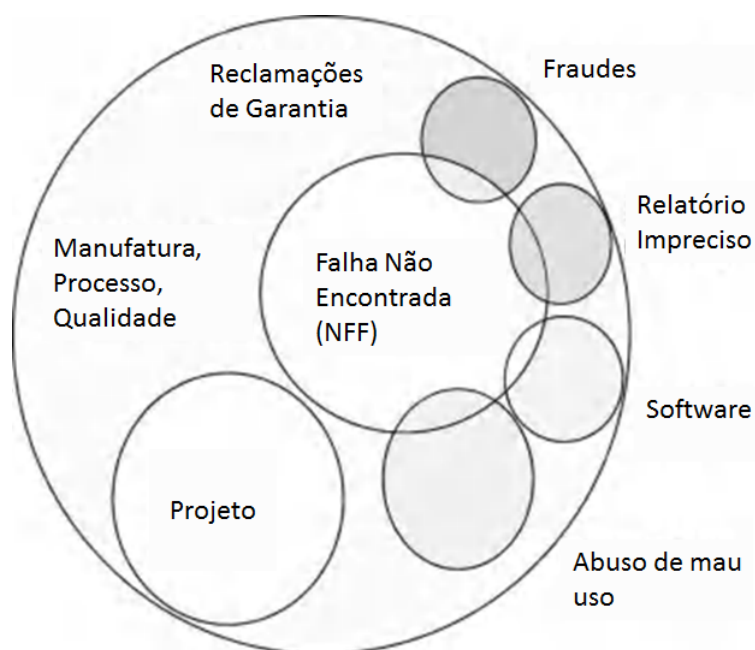 Reclamações
de Garantia
Fraudes
Relatório
Impreciso
Manufatura,
Processo,
Qualidade
Falha Não
Encontrada
(NFF)
Software
Projeto
Abuso de mau
uso